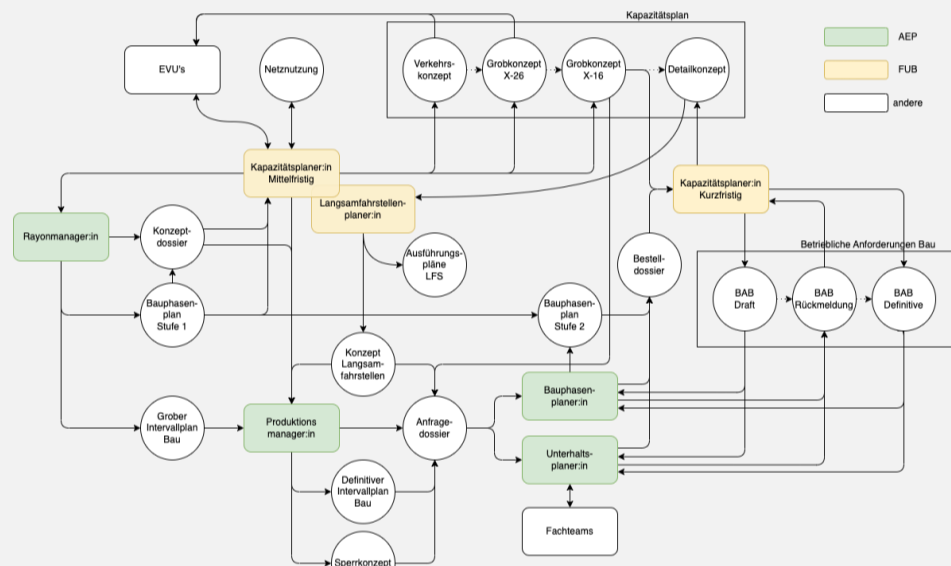 Kapazitätsplan
AEP
FUB
andere
EVU's
Netznutzung
Verkehrs-
konzept
Grobkonzept
X-26
Grobkonzept
X-16
Detailkonzept
Kapazitätsplaner:in
Mittelfristig
Langsamfahrstellen-
planer:in
Kapazitätsplaner:in
Kurzfristig
Rayonmanager:in
Konzept-
dossier
Ausführungs-
pläne
LFS
Bestell-
dossier
Betriebliche Anforderungen Bau
BAB
Draft
BAB
Rückmeldung
BAB
Definitive
Bauphasen-
plan
Stufe 1
Bauphasen-
plan
Stufe 2
Konzept
Langsam-
fahrstellen
Bauphasen-
planer:in
Grober
Intervallplan
Bau
Produktions
manager:in
Anfrage-
dossier
Unterhalts-
planer:in
Definitiver
Intervallplan
Bau
Fachteams
Sperrkonzept